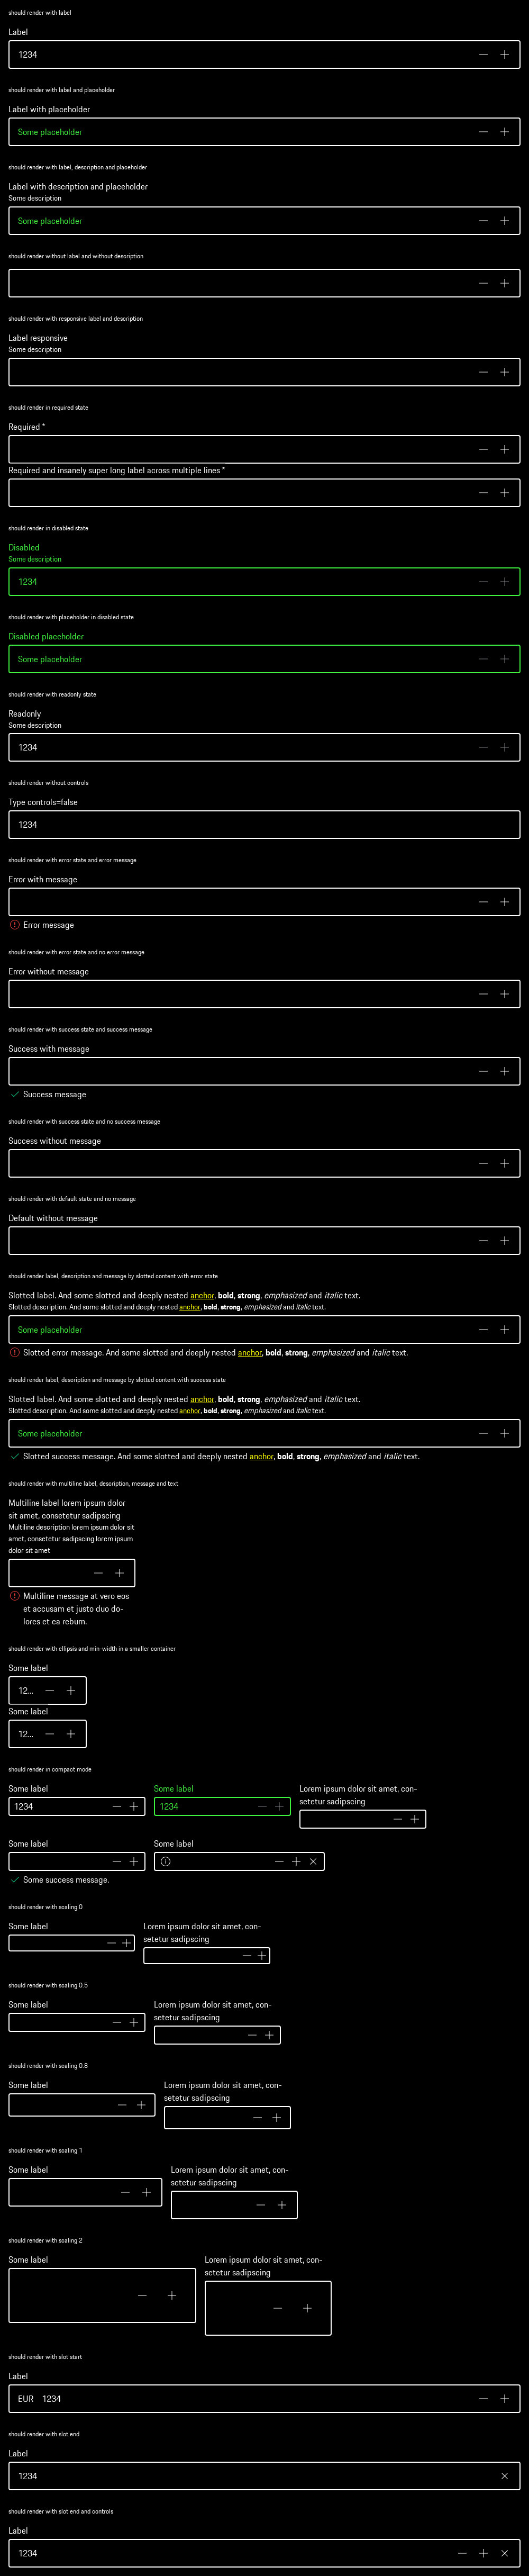 should render with label
Label
1234
should render with label and placeholder
Label with placeholder
Some placeholder
should render with label, description and placeholder
Label with description and placeholder
Some description
Some placeholder
should render without label and without description
should render with responsive label and description
Label responsive
Some description
should render in required state
Required *
Required and insanely super long label across multiple lines *
should render in disabled state
Disabled
Some description
1234
should render with placeholder in disabled state
Disabled placeholder
Some placeholder
should render with readonly state
Readonly
Some description
1234
should render without controls
Type controls=false
1234
should render with error state and error message
Error with message
Error message
should render with error state and no error message
Error without message
should render with success state and success message
Success with message
Success message
should render with success state and no success message
Success without message
should render with default state and no message
Default without message
should render label, description and message by slotted content with error state
Slotted label. And some slotted and deeply nested anchor, bold, strong, emphasized and italic text.
Slotted description. And some slotted and deeply nested anchor, bold, strong, emphasized and italic text.
Some placeholder
Slotted error message. And some slotted and deeply nested anchor, bold, strong, emphasized and italic text.
should render label, description and message by slotted content with success state
Slotted label. And some slotted and deeply nested anchor, bold, strong, emphasized and italic text.
Slotted description. And some slotted and deeply nested anchor, bold, strong, emphasized and italic text.
Some placeholder
Slotted success message. And some slotted and deeply nested anchor, bold, strong, emphasized and italic text.
should render with multiline label, description, message and text
Multiline label lorem ipsum dolor
sit amet, consetetur sadipscing
Multiline description lorem ipsum dolor sit
amet, consetetur sadipscing lorem ipsum
dolor sit amet
Multiline message at vero eos
et accusam et justo duo do-
lores et ea rebum.
should render with ellipsis and min-width in a smaller container
Some label
12...
Some label
12...
should render in compact mode
Some label
1234
Some label
1234
Lorem ipsum dolor sit amet, con-
setetur sadipscing
Some label
Some success message.
Some label
should render with scaling 0
Some label
Lorem ipsum dolor sit amet, con-
setetur sadipscing
should render with scaling 0.5
Some label
Lorem ipsum dolor sit amet, con-
setetur sadipscing
should render with scaling 0.8
Some label
Lorem ipsum dolor sit amet, con-
setetur sadipscing
should render with scaling 1
Some label
Lorem ipsum dolor sit amet, con-
setetur sadipscing
should render with scaling 2
Some label
Lorem ipsum dolor sit amet, con-
setetur sadipscing
should render with slot start
Label
EUR 1234
should render with slot end
Label
1234
should render with slot end and controls
Label
1234